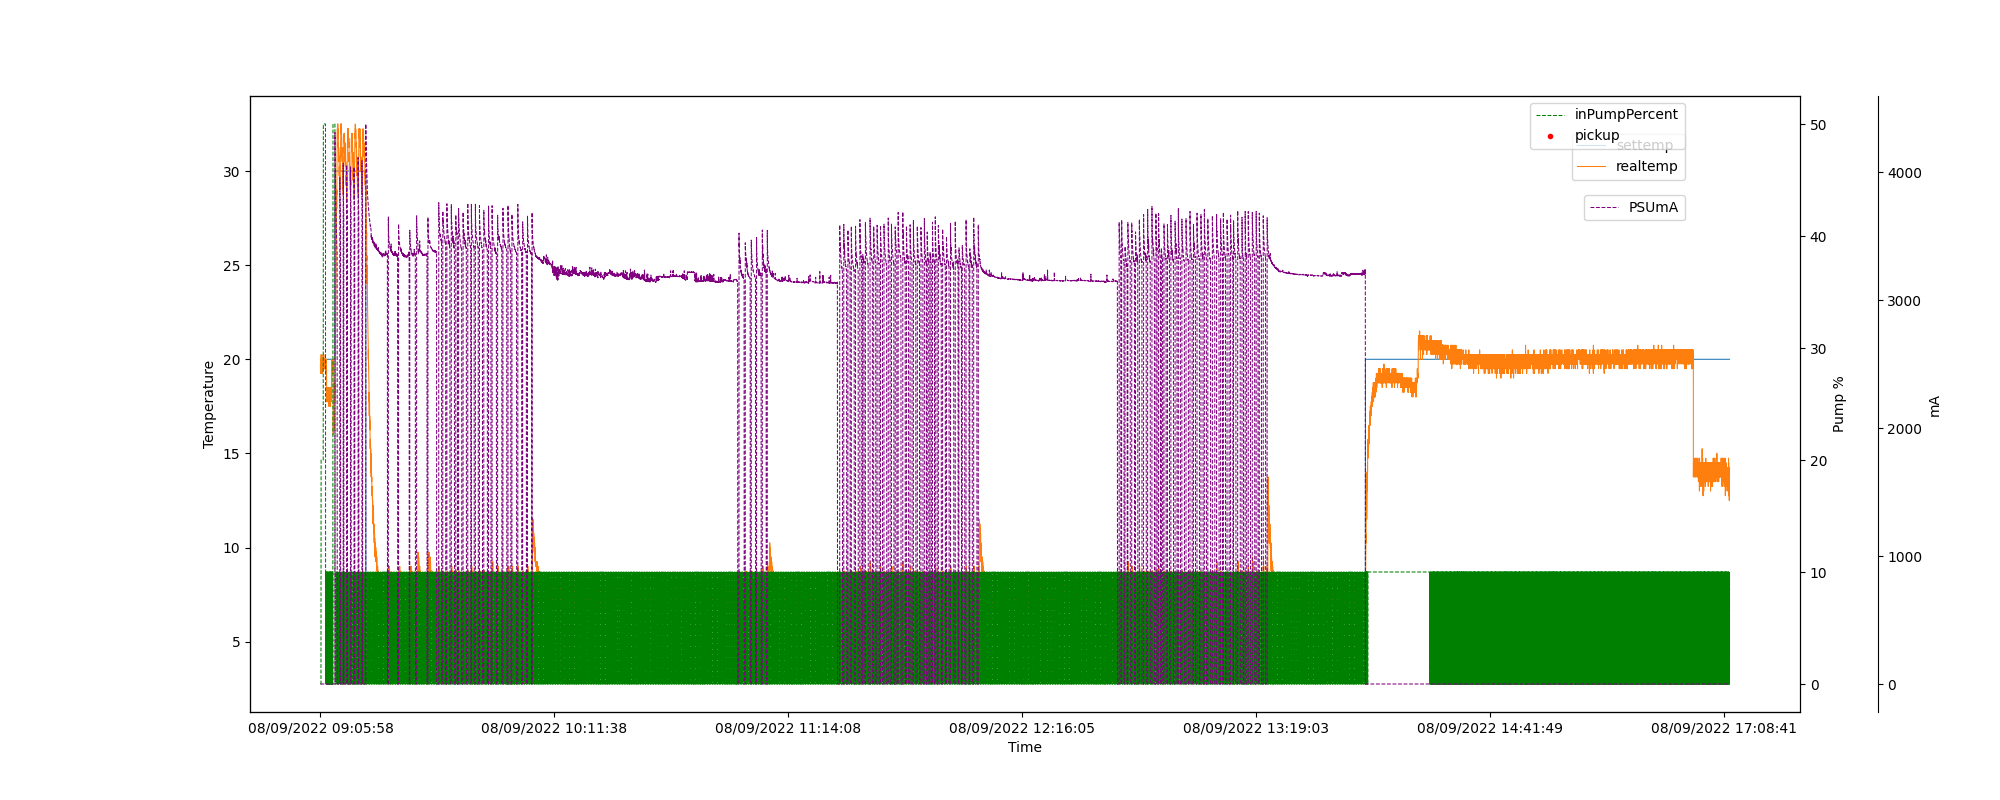 inPumpPercent
pickup
settemp
realtemp
PSUmA
30
25
20
15
10
5
Temperature
50
40
30
20
10
0
Pump %
4000
3000
2000
1000
0
mA
08/09/2022 09:05:58
08/09/2022 10:11:38
08/09/2022 11:14:08
08/09/2022 12:16:05
08/09/2022 13:19:03
08/09/2022 14:41:49
08/09/2022 17:08:41
Time